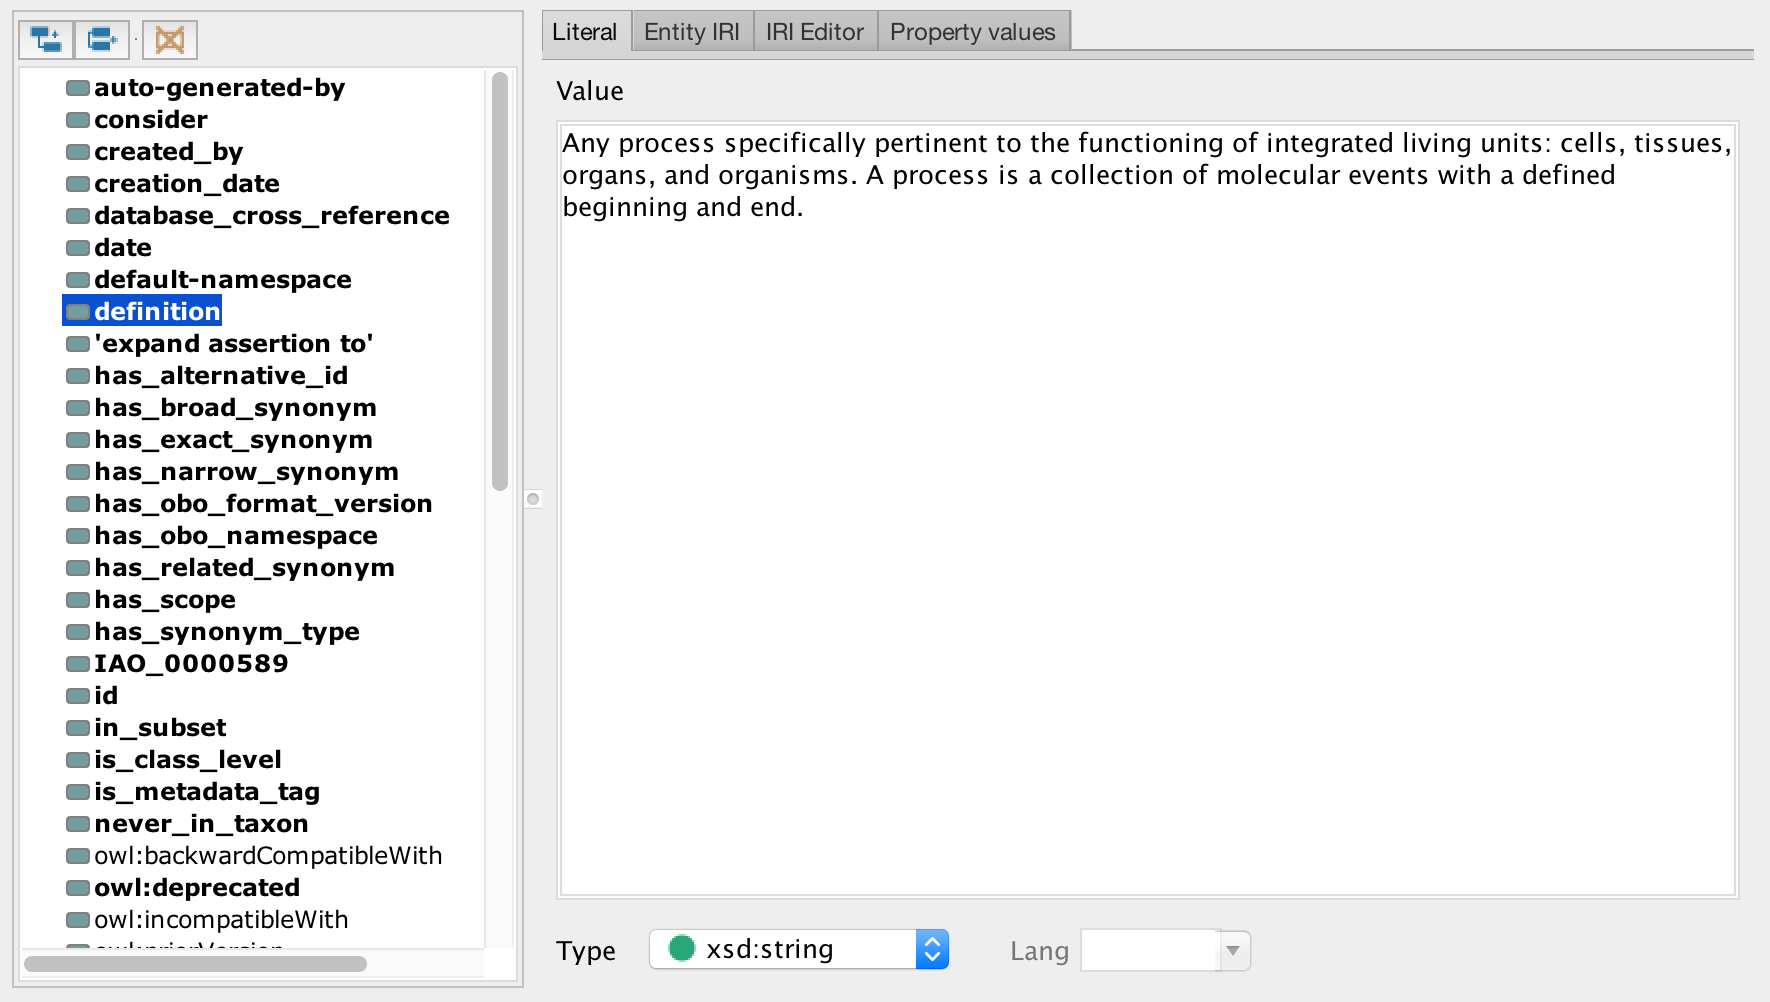 auto-generated-by
consider
created_by
creation_date
database_cross_reference
date
default-namespace
definition
'expand assertion to'
has_alternative_id
has_broad_synonym
has_exact_synonym
has_narrow_synonym
has_obo_format_version
has_obo_namespace
has_related_synonym
has_scope
has_synonym_type
IAO_0000589
id
in_subset
is_class_level
is_metadata_tag
never_in_taxon
owl:backwardCompatibleWith
owl:deprecated
owl:incompatibleWith
owl:priorVersion
Literal Entity IRI IRI Editor Property values
Value
Any process specifically pertinent to the functioning of integrated living units: cells, tissues,
organs, and organisms. A process is a collection of molecular events with a defined
beginning and end.
Type xsd:string Lang